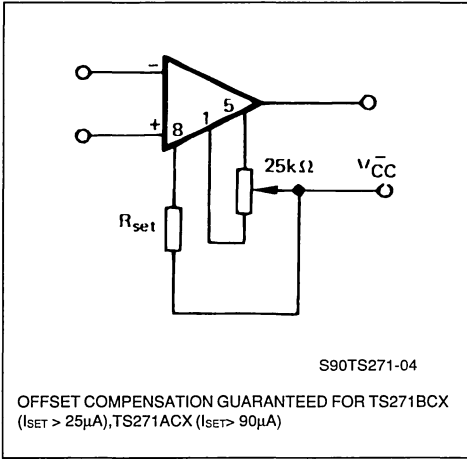 −
+
8
1
5
25kΩ
V̄CC
Rset
S90TS271-04
OFFSET COMPENSATION GUARANTEED FOR TS271BCX
(ISET > 25µA),TS271ACX (ISET> 90µA)